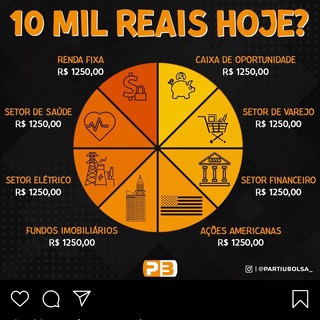 10 MIL REAIS HOJE?
RENDA FIXA
R$ 1250,00
CAIXA DE OPORTUNIDADE
R$ 1250,00
SETOR DE SAÚDE
R$ 1250,00
SETOR DE VAREJO
R$ 1250,00
SETOR ELÉTRICO
R$ 1250,00
SETOR FINANCEIRO
R$ 1250,00
FUNDOS IMOBILIÁRIOS
R$ 1250,00
AÇÕES AMERICANAS
R$ 1250,00
PB
| @PARTIUBOLSA_